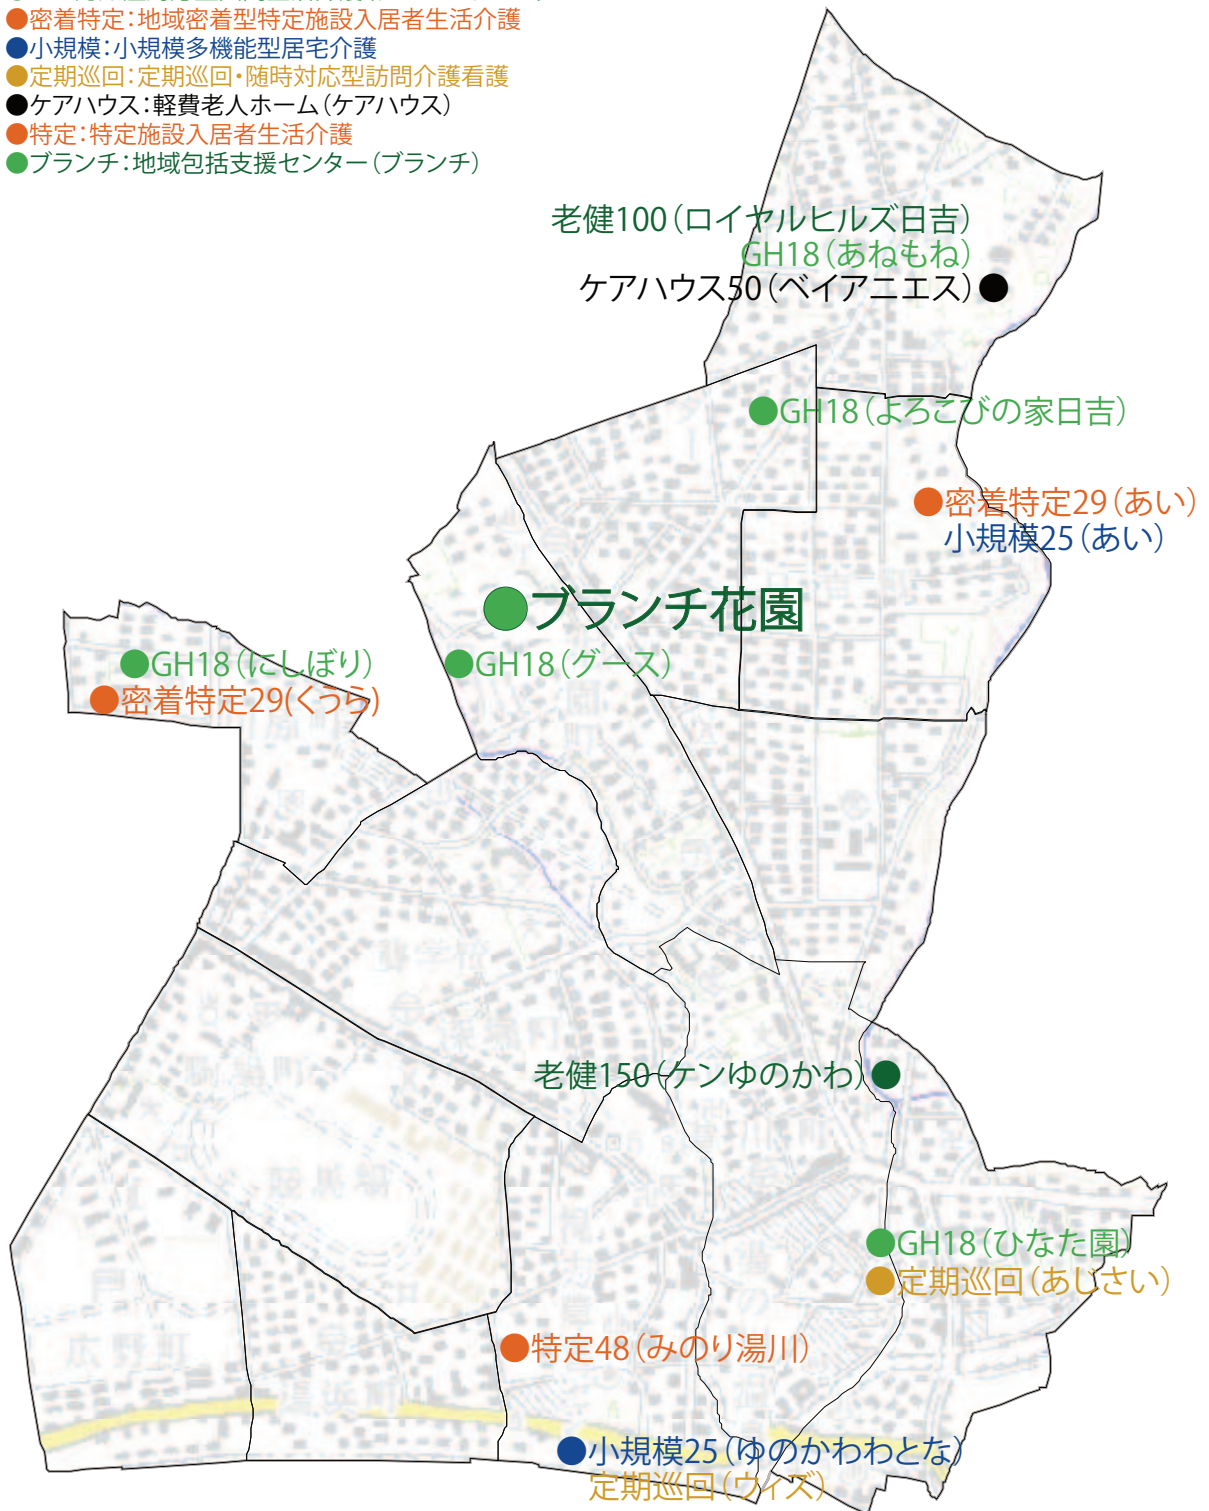 ●密着特定：地域密着型特定施設入居者生活介護
●小規模：小規模多機能型居宅介護
●定期巡回：定期巡回・随時対応型訪問介護看護
●ケアハウス：軽費老人ホーム（ケアハウス）
●特定：特定施設入居者生活介護
●ブランチ：地域包括支援センター（ブランチ）
老健100（ロイヤルヒルズ日吉）
GH18（あねもね）
ケアハウス50（ベイアニエス）●
●GH18（よろこびの家日吉）
●密着特定29（あい）
小規模25（あい）
●ブランチ花園
●GH18（にしぼり）
●GH18（グース）
●密着特定29(くうら)
老健150（ケンゆのかわ）●
●GH18（ひなた園）
●定期巡回（あじさい）
●特定48（みのり湯川）
●小規模25（ゆのかわわとな）
定期巡回（ウィズ）